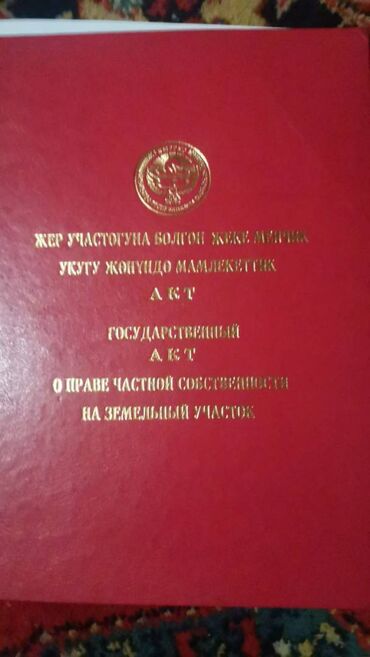 ЖЕР УЧАСТОГУНА БОЛГОН ЖЕКЕ МЕНЧИК
УКУГУ ЖӨНҮНДӨ МАМЛЕКЕТТИК
АКТ
ГОСУДАРСТВЕННЫЙ
АКТ
О ПРАВЕ ЧАСТНОЙ СОБСТВЕННОСТИ
НА ЗЕМЕЛЬНЫЙ УЧАСТОК